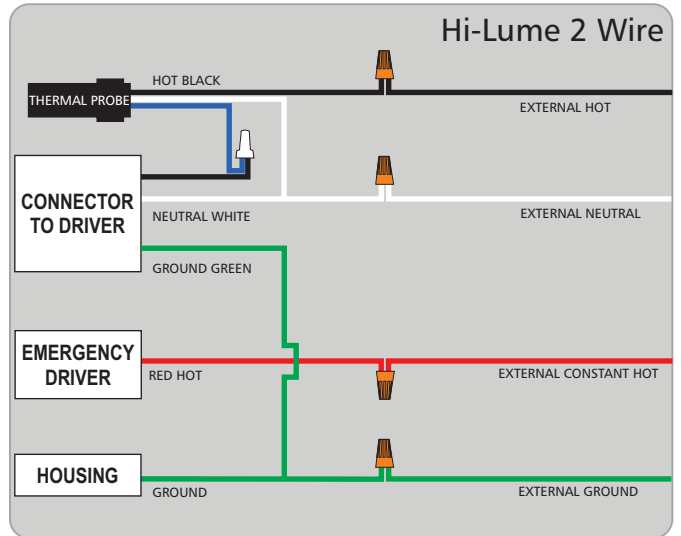 Hi-Lume 2 Wire
HOT BLACK
THERMAL PROBE
EXTERNAL HOT
CONNECTOR
TO DRIVER
NEUTRAL WHITE
EXTERNAL NEUTRAL
GROUND GREEN
EMERGENCY
DRIVER
RED HOT
EXTERNAL CONSTANT HOT
HOUSING
GROUND
EXTERNAL GROUND